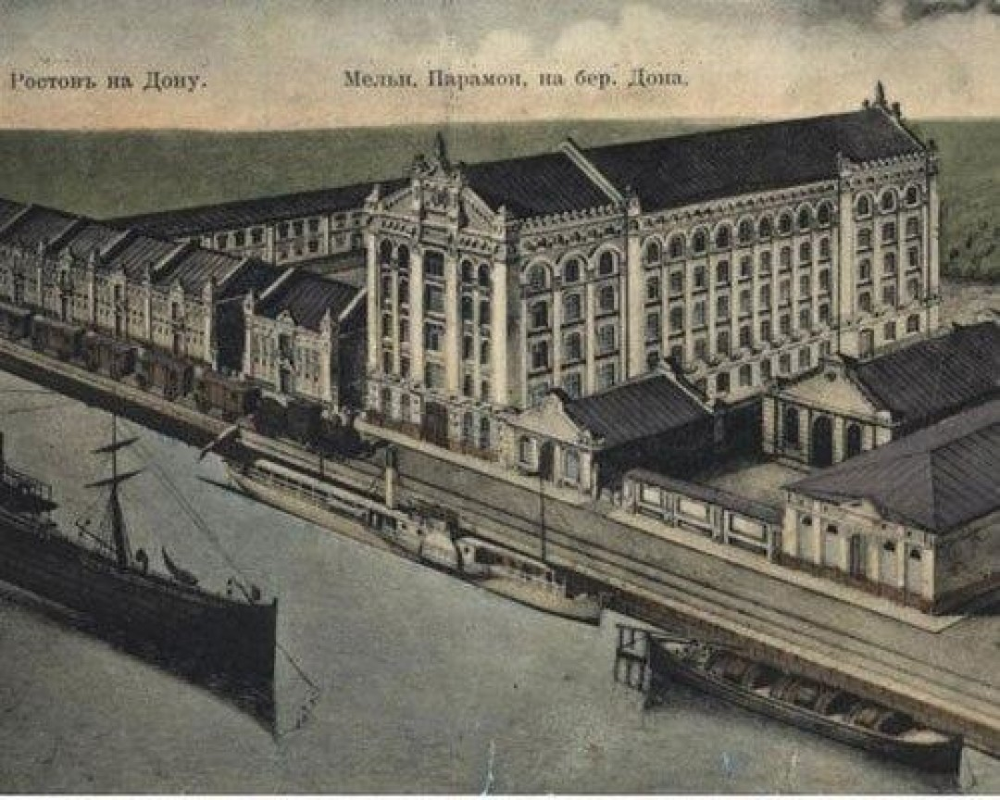 Ростовъ на Дону.
Мельн. Парамон, на бер. Дона.